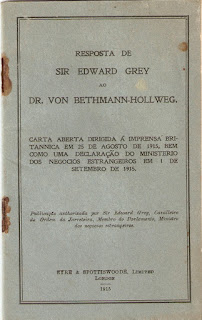 RESPOSTA DE
SIR EDWARD GREY
AO
DR. VON BETHMANN-HOLLWEG.
CARTA ABERTA DIRIGIDA Á IMPRENSA BRI-
TANNICA EM 25 DE AGOSTO DE 1915, BEM
COMO UMA DECLARAÇÃO DO MINISTERIO
DOS NEGOCIOS ESTRANGEIROS EM 1 DE
SETEMBRO DE 1915.
Publicação authorizada por Sir Edward Grey, Cavalleiro
da Ordem da Jarreteira, Membro do Parlamento, Ministro
dos negocios estrangeiros.
EYRE & SPOTTISWOODE, LIMITED
LONDON
1915